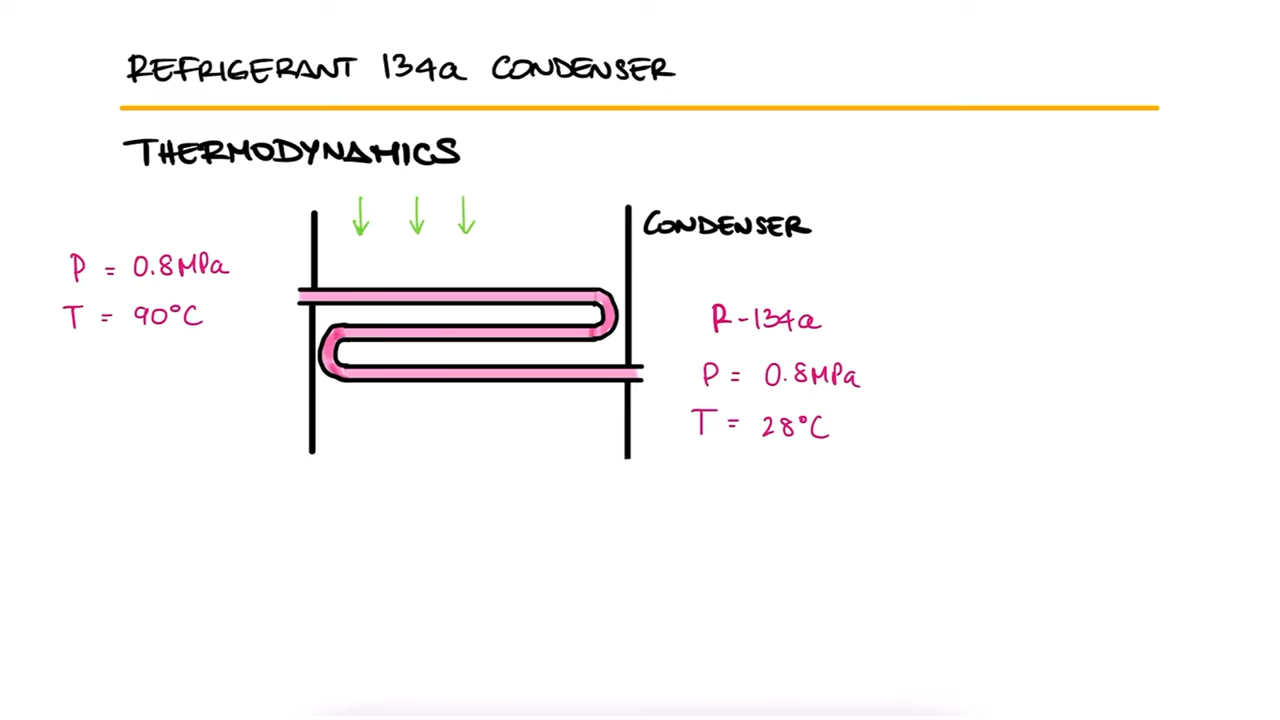 REFRIGERANT 134a CONDENSER
THERMODYNAMICS
CONDENSER
P = 0.8MPa
T = 90°C
R-134a
P = 0.8MPa
T = 28°C